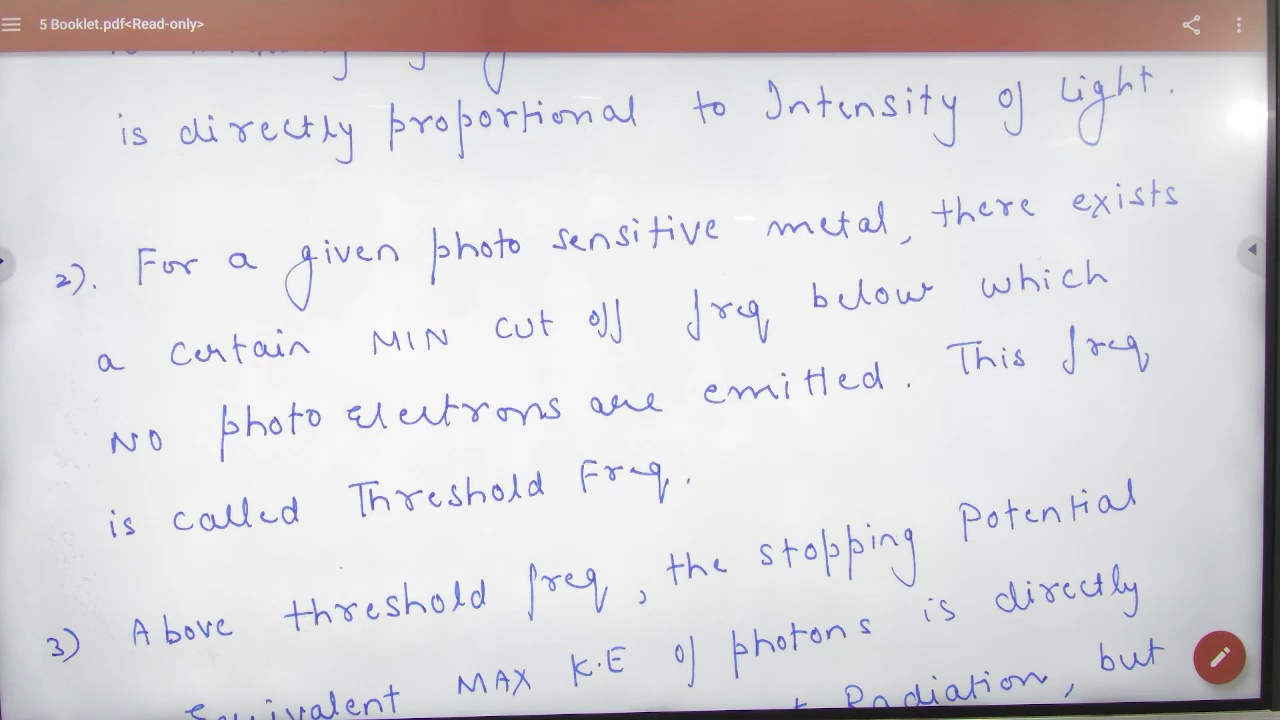 5 Booklet.pdf<Read-only>
is directly proportional to Intensity of Light.
2). For a given photo sensitive metal, there exists
a certain MIN cut off freq below which
NO photo Electrons are emitted. This freq
is called Threshold Freq.
3) Above threshold freq, the stopping Potential
Equivalent MAX K.E of photons is directly
Radiation, but